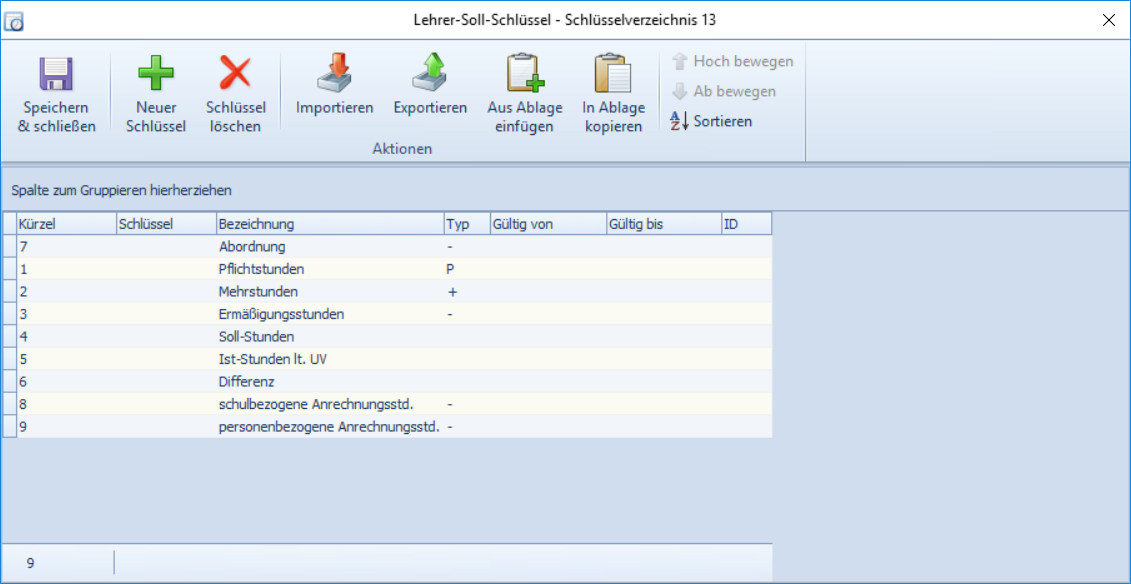 Lehrer-Soll-Schlüssel - Schlüsselverzeichnis 13
Speichern & schließen
Neuer Schlüssel
Schlüssel löschen
Importieren
Exportieren
Aus Ablage einfügen
In Ablage kopieren
Hoch bewegen
Ab bewegen
Sortieren
Aktionen
Spalte zum Gruppieren hierherziehen
Kürzel Schlüssel Bezeichnung Typ Gültig von Gültig bis ID
7 Abordnung -
1 Pflichtstunden P
2 Mehrstunden +
3 Ermäßigungsstunden -
4 Soll-Stunden
5 Ist-Stunden lt. UV
6 Differenz
8 schulbezogene Anrechnungsstd. -
9 personenbezogene Anrechnungsstd. -
9